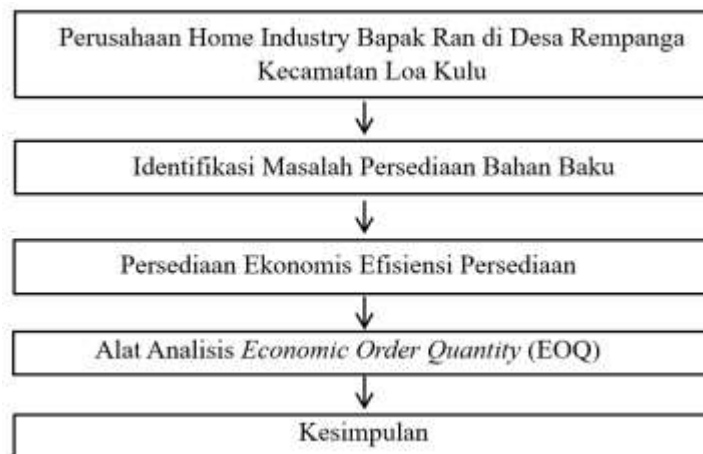 Perusahaan Home Industry Bapak Ran di Desa Rempanga
Kecamatan Loa Kulu
Identifikasi Masalah Persediaan Bahan Baku
Persediaan Ekonomis Efisiensi Persediaan
Alat Analisis Economic Order Quantity (EOQ)
Kesimpulan